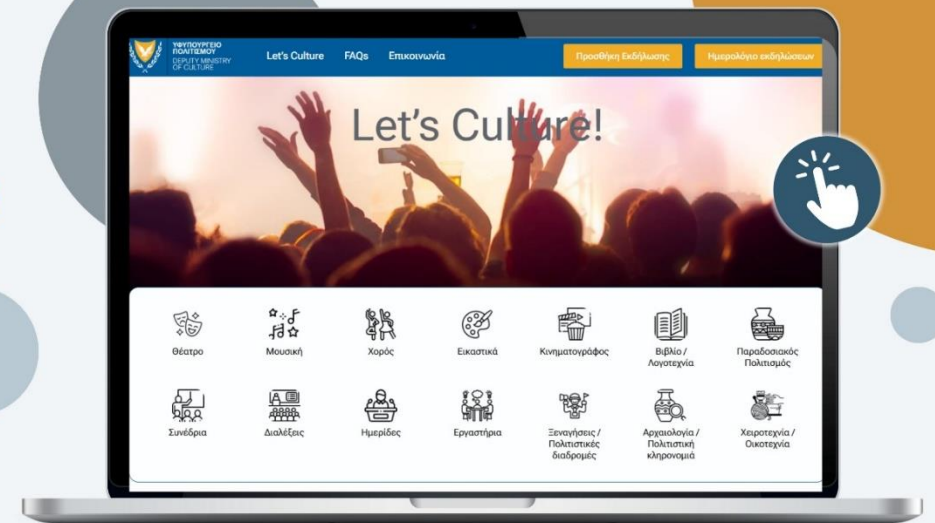 ΥΦΥΠΟΥΡΓΕΙΟ
ΠΟΛΙΤΙΣΜΟΥ
DEPUTY MINISTRY
OF CULTURE
Let's Culture
FAQs
Επικοινωνία
Προσθήκη Εκδήλωσης
Ημερολόγιο εκδηλώσεων
Let's Culture!
Θέατρο
Μουσική
Χορός
Εικαστικά
Κινηματογράφος
Βιβλίο /
Λογοτεχνία
Παραδοσιακός
Πολιτισμός
Συνέδρια
Διαλέξεις
Ημερίδες
Εργαστήρια
Ξεναγήσεις /
Πολιτιστικές
διαδρομές
Αρχαιολογία /
Πολιτιστική
κληρονομιά
Χειροτεχνία /
Οικοτεχνία